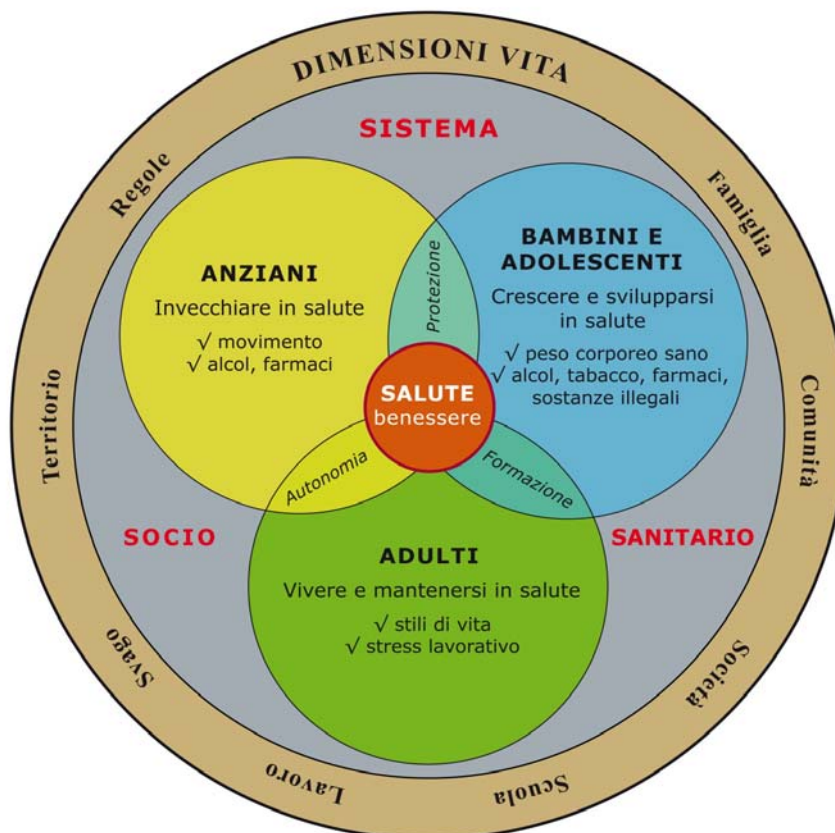 DIMENSIONI VITA
Regole
Famiglia
Territorio
Comunità
Svago
Società
Lavoro
Scuola
SISTEMA
SOCIO
SANITARIO
ANZIANI
Invecchiare in salute
√ movimento
√ alcol, farmaci
Protezione
BAMBINI E
ADOLESCENTI
Crescere e svilupparsi
in salute
√ peso corporeo sano
√ alcol, tabacco, farmaci,
sostanze illegali
SALUTE
benessere
Autonomia
Formazione
ADULTI
Vivere e mantenersi in salute
√ stili di vita
√ stress lavorativo